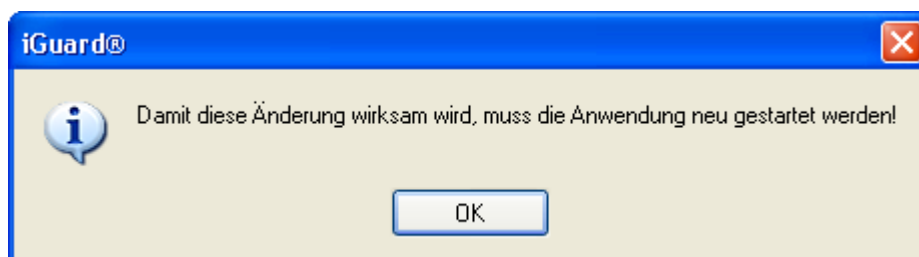 iGuard®
Damit diese Änderung wirksam wird, muss die Anwendung neu gestartet werden!
OK